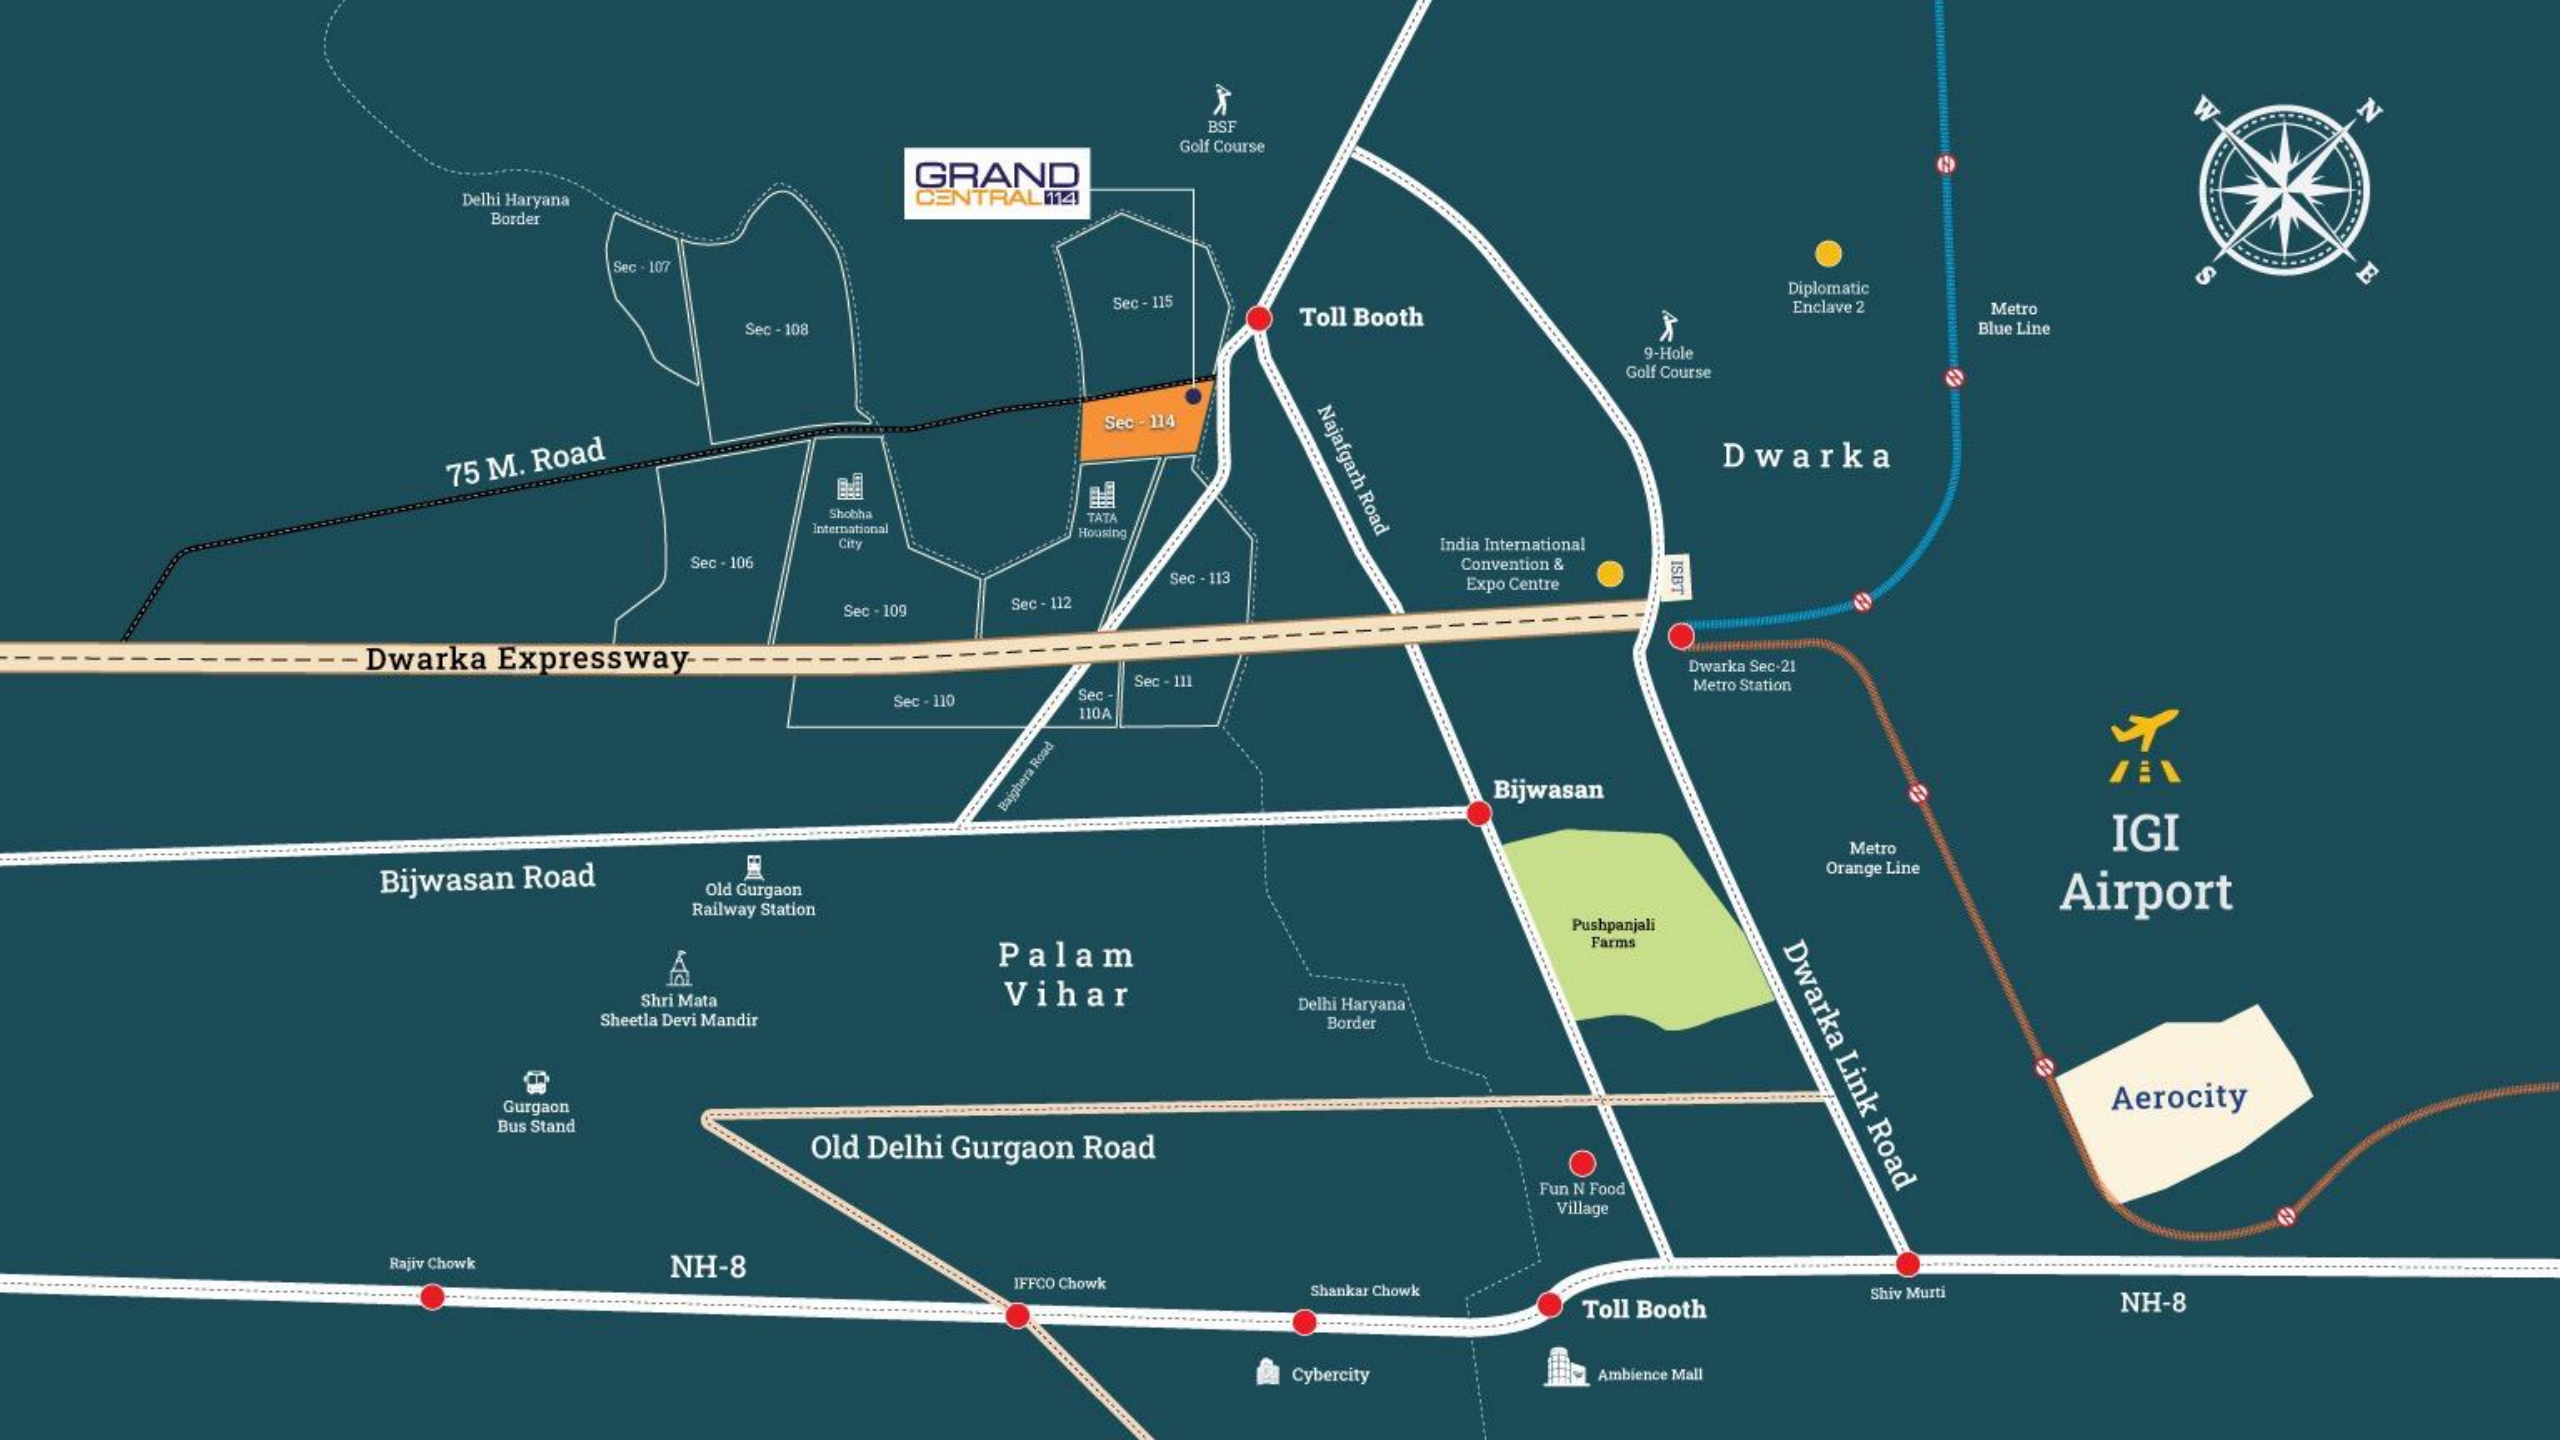 W
N
S
E
BSF
Golf Course
GRAND
CENTRAL 114
Delhi Haryana
Border
Sec - 107
Sec - 108
Sec - 115
Toll Booth
Diplomatic
Enclave 2
Metro
Blue Line
9-Hole
Golf Course
Sec - 114
75 M. Road
Najafgarh Road
Dwarka
Shobha
International
City
TATA
Housing
India International
Convention &
Expo Centre
ISBT
Sec - 106
Sec - 109
Sec - 112
Sec - 113
Dwarka Expressway
Dwarka Sec-21
Metro Station
Sec - 110
Sec -
110A
Sec - 111
Bajghera Road
Bijwasan
IGI
Airport
Metro
Orange Line
Bijwasan Road
Old Gurgaon
Railway Station
Pushpanjali
Farms
Palam
Vihar
Shri Mata
Sheetla Devi Mandir
Delhi Haryana
Border
Dwarka Link Road
Aerocity
Gurgaon
Bus Stand
Old Delhi Gurgaon Road
Fun N Food
Village
Rajiv Chowk
NH-8
IFFCO Chowk
Shankar Chowk
Toll Booth
Shiv Murti
NH-8
Cybercity
Ambience Mall